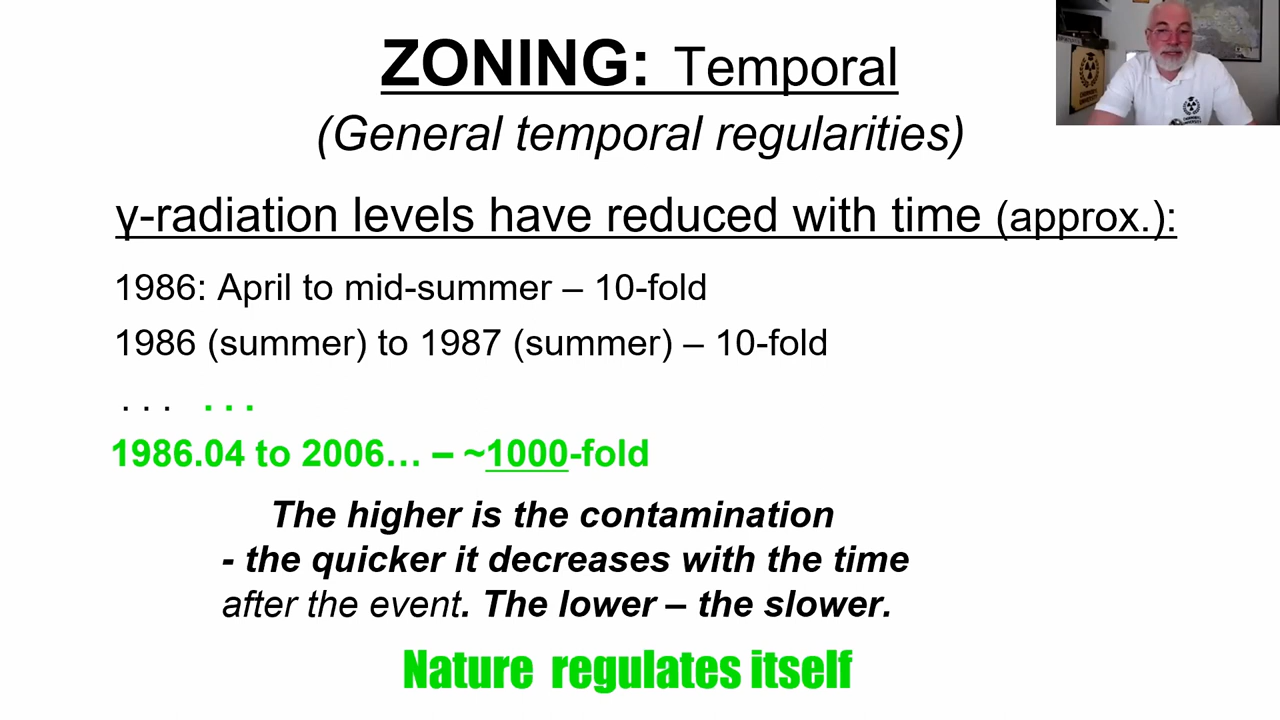 ZONING: Temporal
(General temporal regularities)
γ-radiation levels have reduced with time (approx.):
1986: April to mid-summer – 10-fold
1986 (summer) to 1987 (summer) – 10-fold
. . . . . .
1986.04 to 2006… – ~1000-fold
The higher is the contamination
- the quicker it decreases with the time
after the event. The lower – the slower.
Nature regulates itself